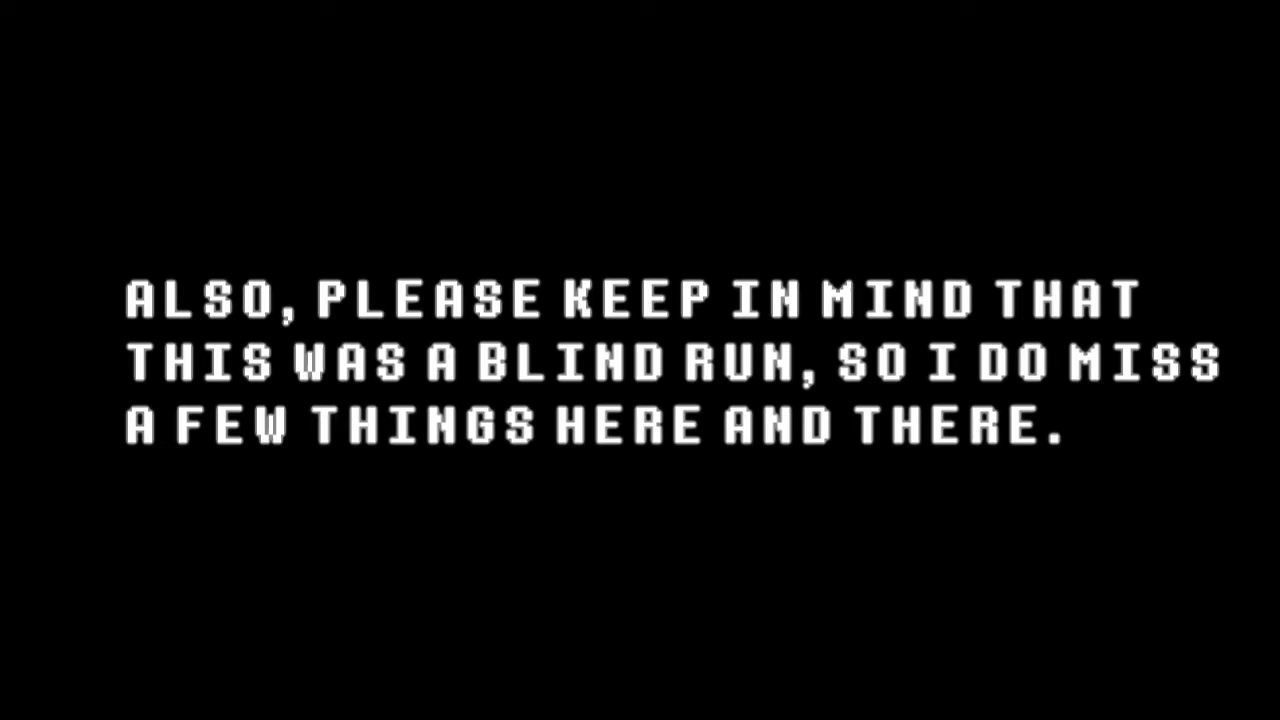 ALSO, PLEASE KEEP IN MIND THAT
THIS WAS A BLIND RUN, SO I DO MISS
A FEW THINGS HERE AND THERE.